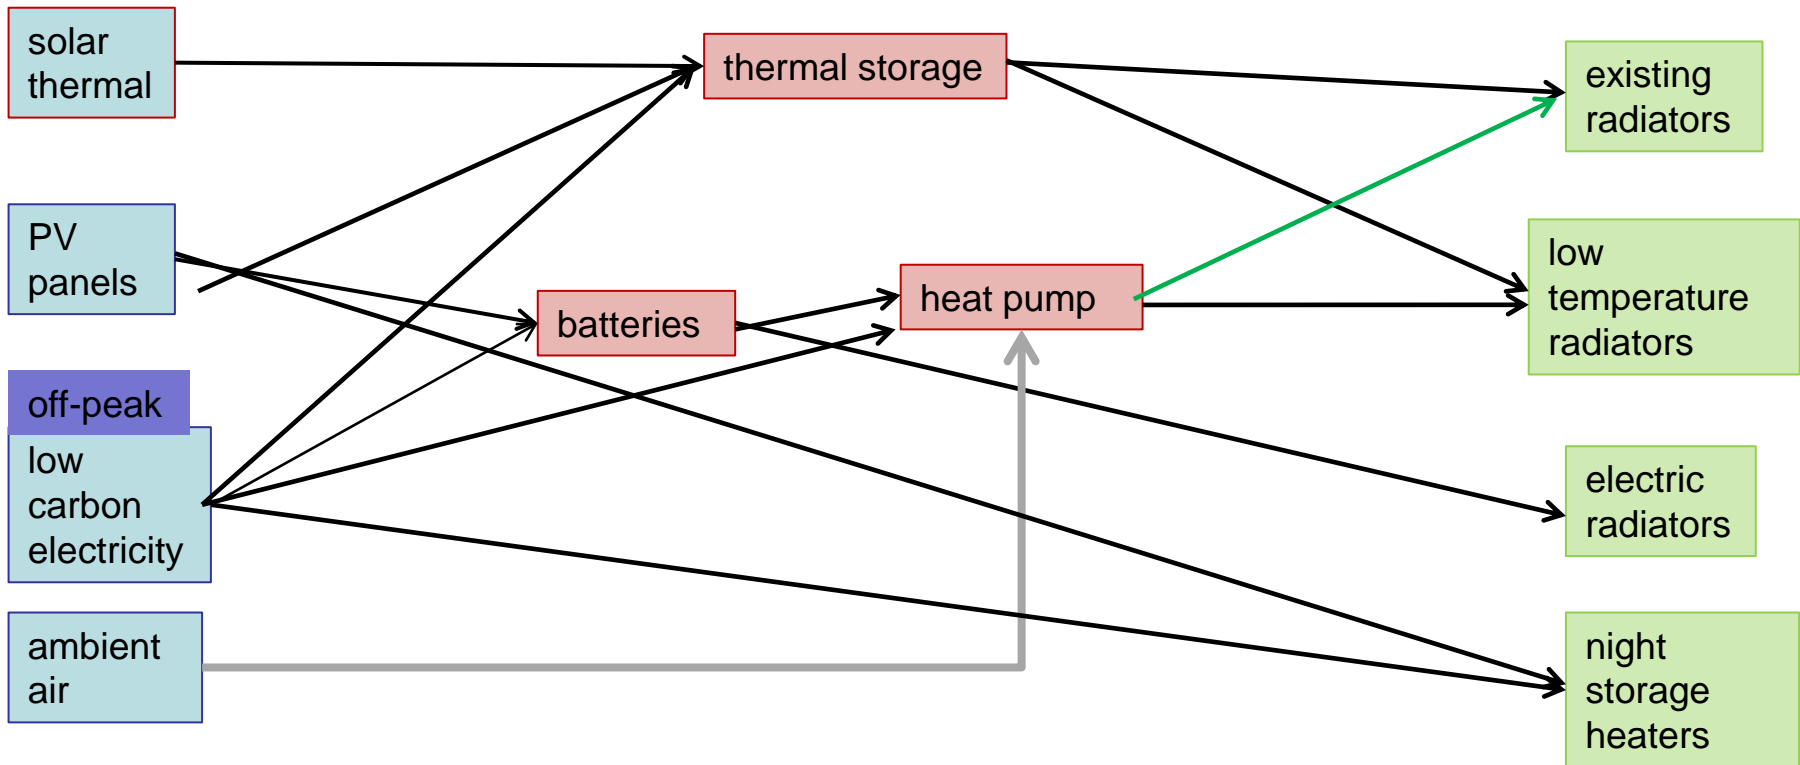 solar
thermal
thermal storage
existing
radiators
PV
panels
batteries
heat pump
low
temperature
radiators
off-peak
low
carbon
electricity
electric
radiators
ambient
air
night
storage
heaters